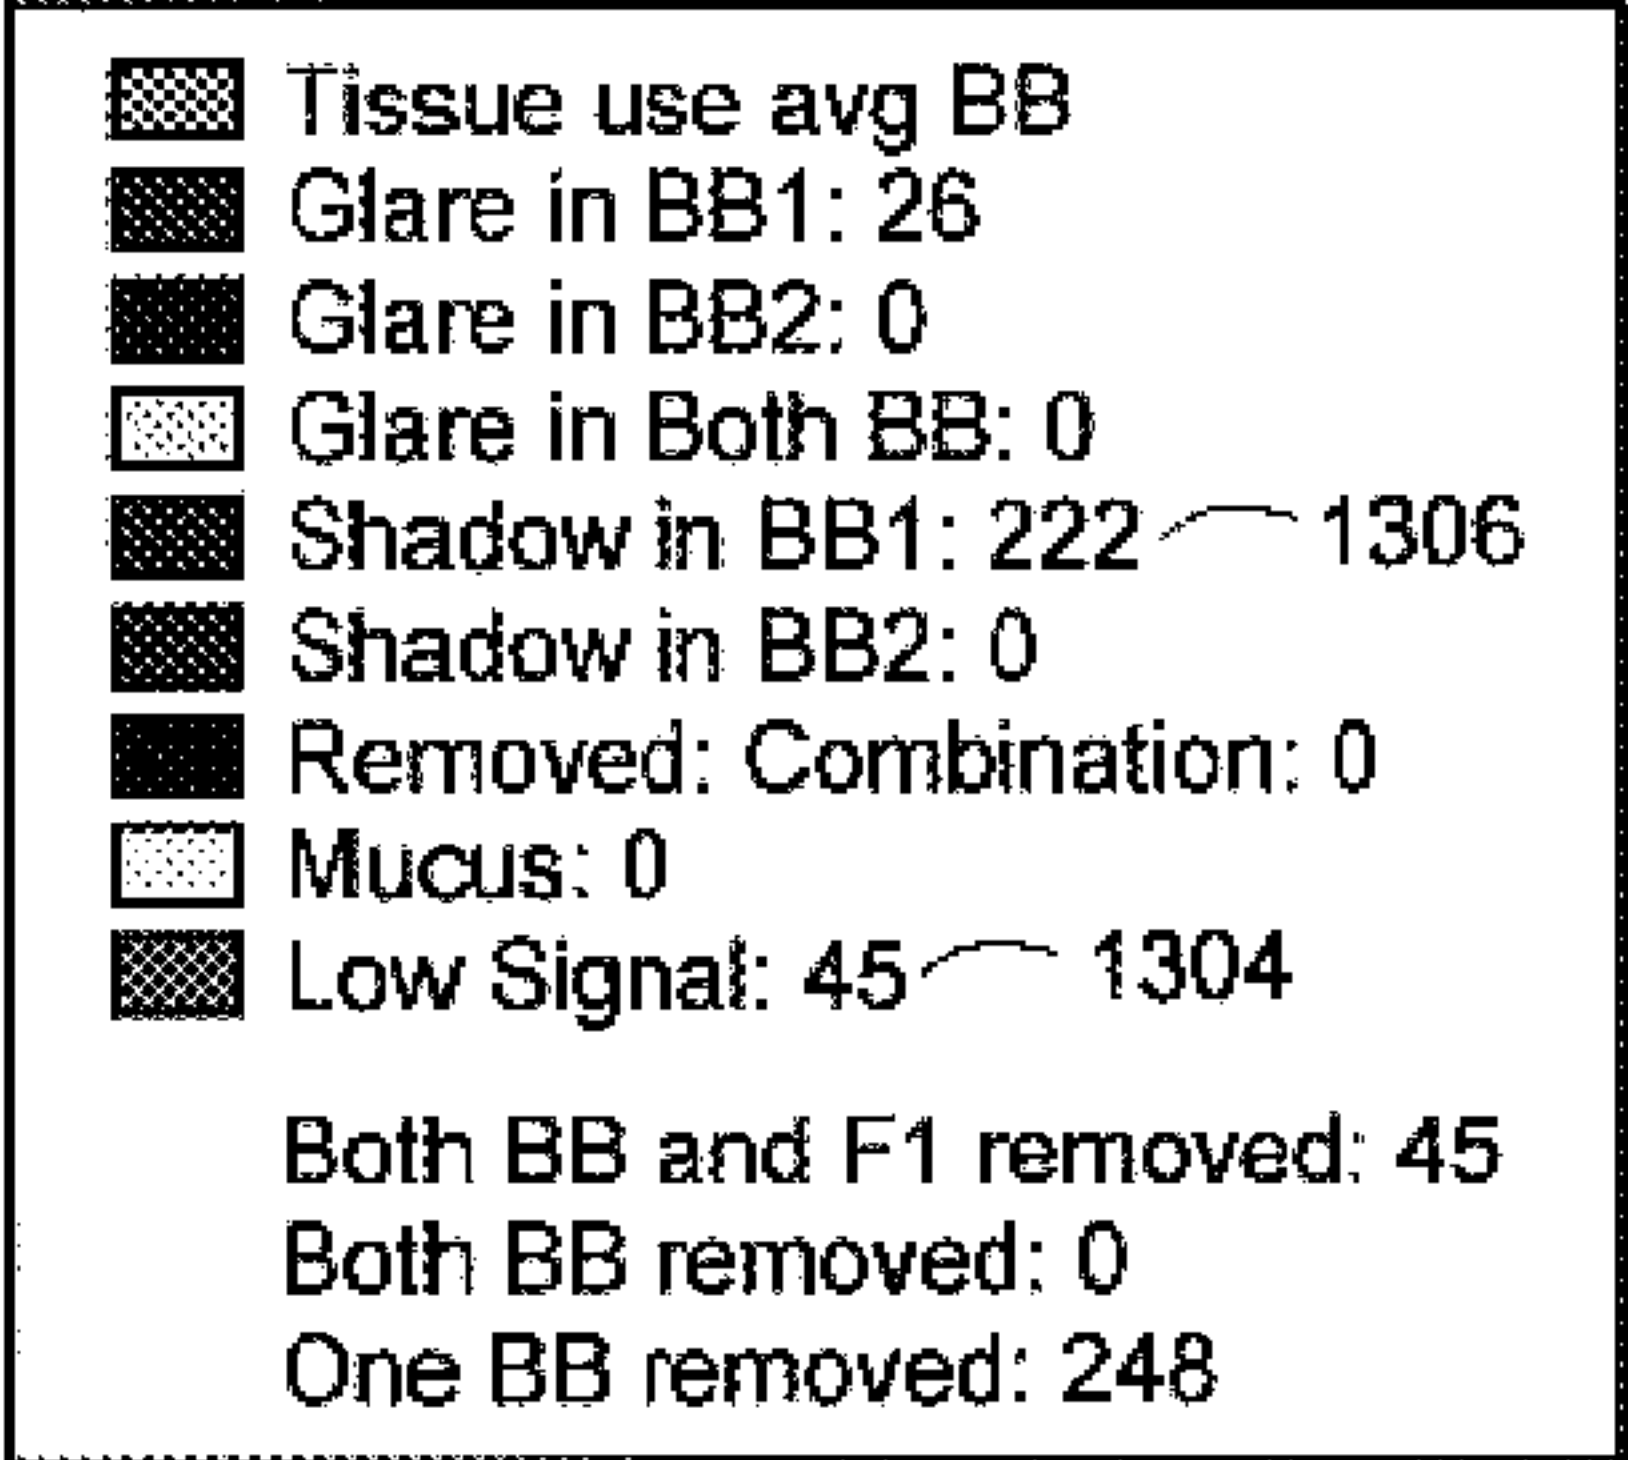 Tissue use avg BB
Glare in BB1: 26
Glare in BB2: 0
Glare in Both BB: 0
Shadow in BB1: 222 1306
Shadow in BB2: 0
Removed: Combination: 0
Mucus: 0
Low Signal: 45 1304
Both BB and F1 removed: 45
Both BB removed: 0
One BB removed: 248